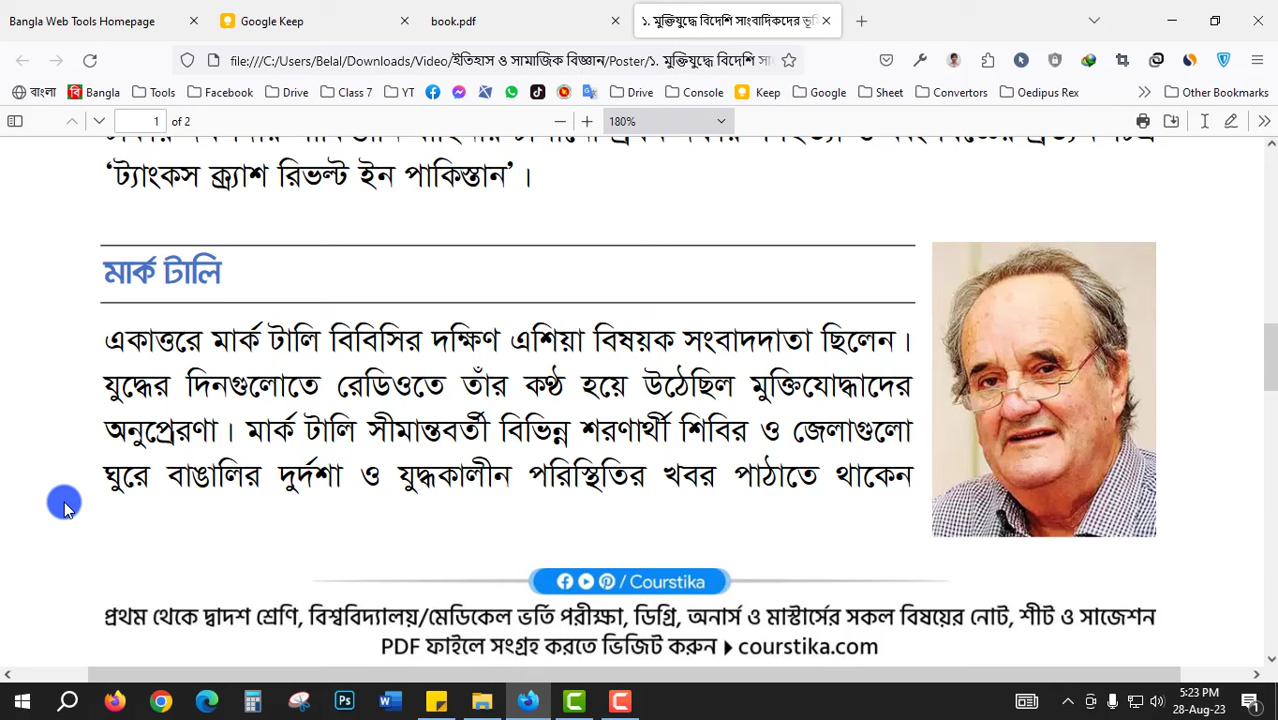 Bangla Web Tools Homepage
Google Keep
book.pdf
১. মুক্তিযুদ্ধে বিদেশি সাংবাদিকদের ভূমি
file:///C:/Users/Belal/Downloads/Video/ইতিহাস ও সামাজিক বিজ্ঞান/Poster/১. মুক্তিযুদ্ধে বিদেশি সা
বাংলা
Bangla
Tools
Facebook
Drive
Class 7
YT
Drive
Console
Keep
Google
Sheet
Convertors
Oedipus Rex
Other Bookmarks
1 of 2
180%
‘ট্যাংকস ক্র্যাশ রিভল্ট ইন পাকিস্তান’।
মার্ক টালি
একাত্তরে মার্ক টালি বিবিসির দক্ষিণ এশিয়া বিষয়ক সংবাদদাতা ছিলেন।
যুদ্ধের দিনগুলোতে রেডিওতে তাঁর কণ্ঠ হয়ে উঠেছিল মুক্তিযোদ্ধাদের
অনুপ্রেরণা। মার্ক টালি সীমান্তবর্তী বিভিন্ন শরণার্থী শিবির ও জেলাগুলো
ঘুরে বাঙালির দুর্দশা ও যুদ্ধকালীন পরিস্থিতির খবর পাঠাতে থাকেন
/ Courstika
প্রথম থেকে দ্বাদশ শ্রেণি, বিশ্ববিদ্যালয়/মেডিকেল ভর্তি পরীক্ষা, ডিগ্রি, অনার্স ও মাস্টার্সের সকল বিষয়ের নোট, শীট ও সাজেশন
PDF ফাইলে সংগ্রহ করতে ভিজিট করুন courstika.com
5:23 PM
28-Aug-23